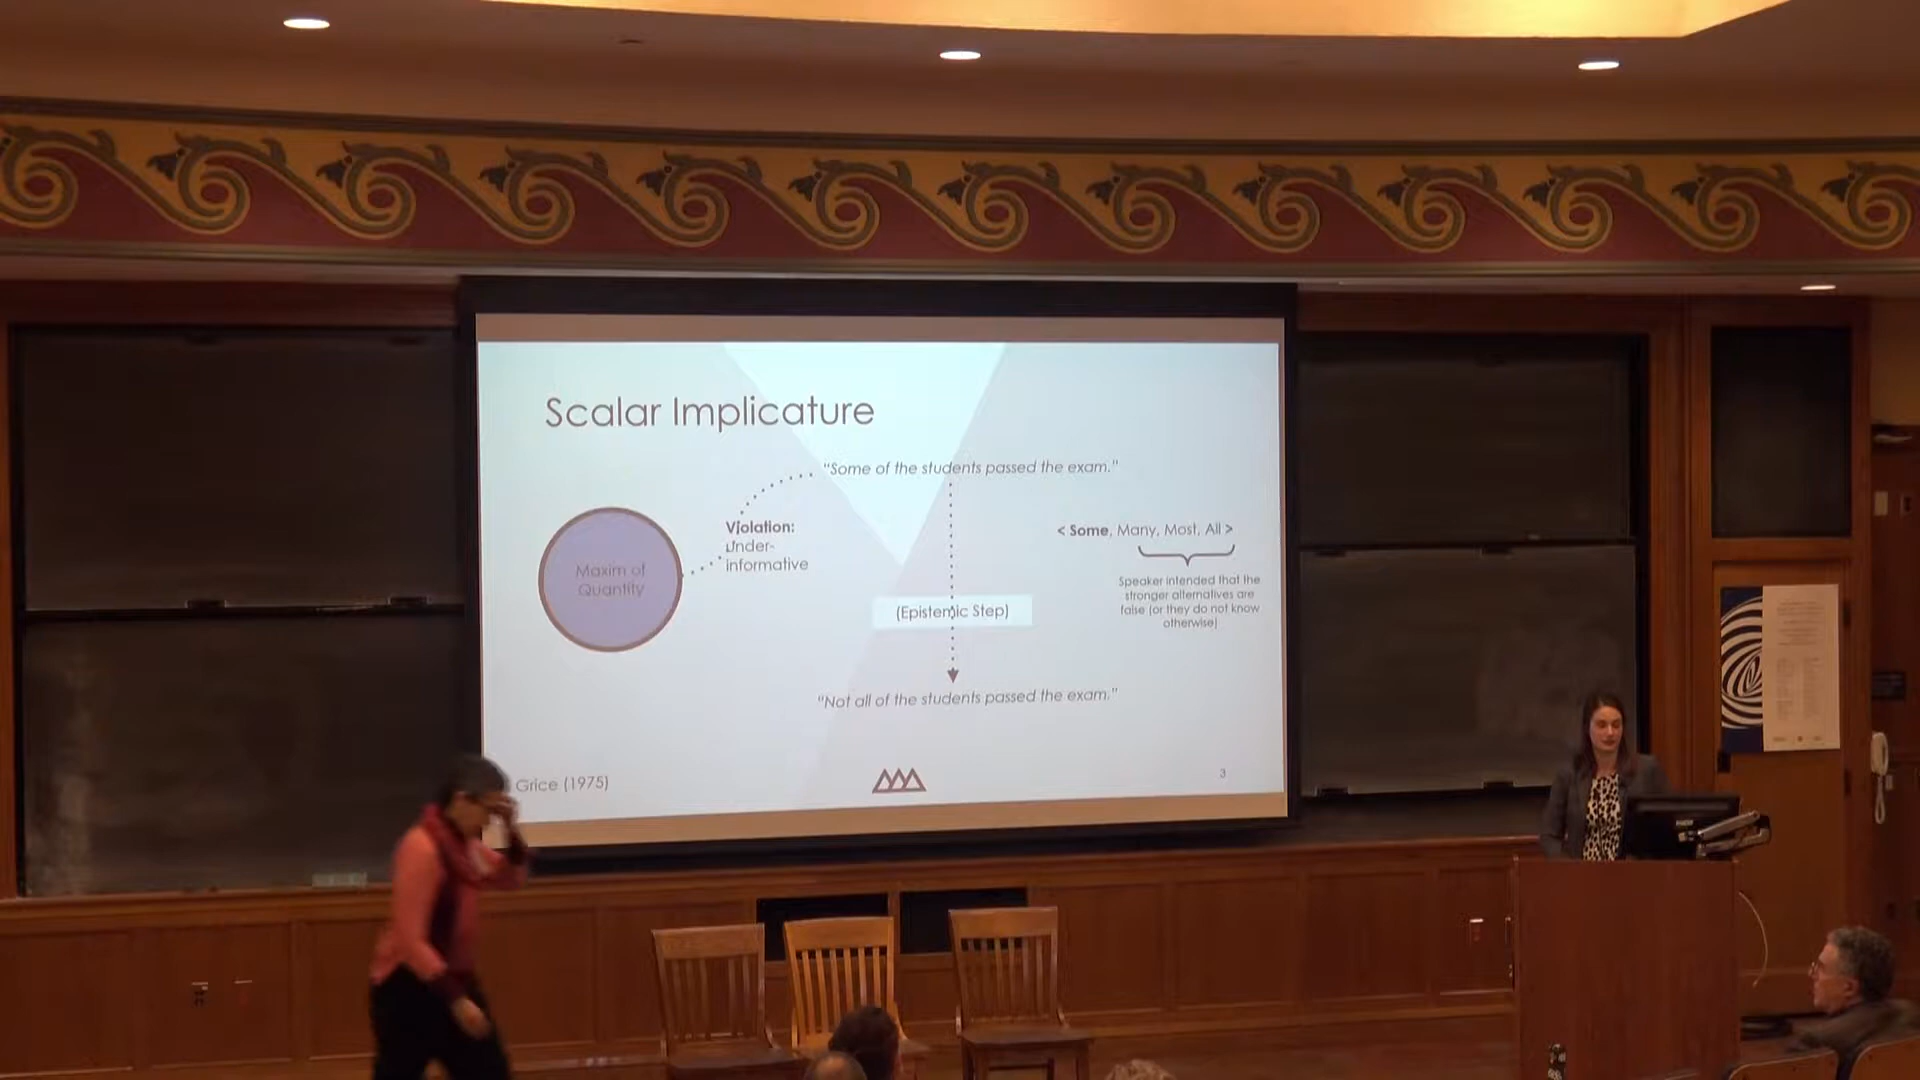 Scalar Implicature
"Some of the students passed the exam."
Violation:
Under-
informative
Maxim of
Quantity
< Some, Many, Most, All >
Speaker intended that the
stronger alternatives are
false (or they do not know
otherwise)
(Epistemic Step)
"Not all of the students passed the exam."
Grice (1975)
3